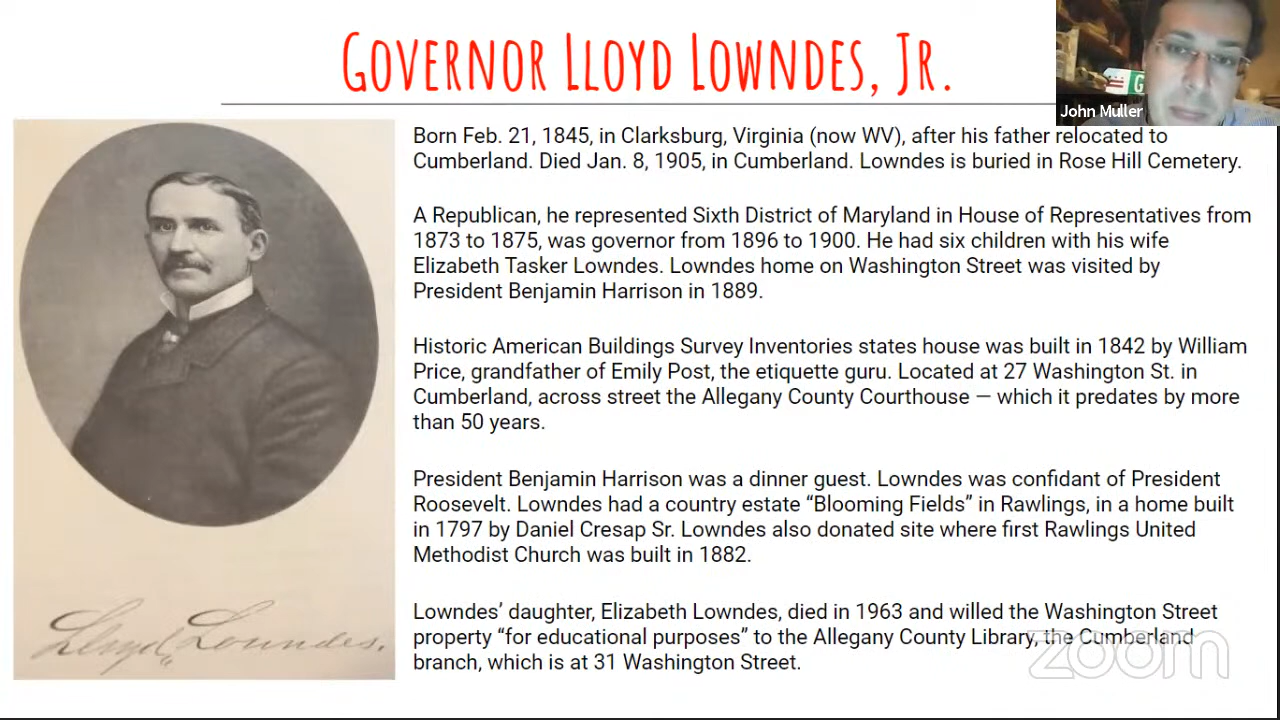 GOVERNOR LLOYD LOWNDES, JR.
G
John Muller
Born Feb. 21, 1845, in Clarksburg, Virginia (now WV), after his father relocated to
Cumberland. Died Jan. 8, 1905, in Cumberland. Lowndes is buried in Rose Hill Cemetery.
A Republican, he represented Sixth District of Maryland in House of Representatives from
1873 to 1875, was governor from 1896 to 1900. He had six children with his wife
Elizabeth Tasker Lowndes. Lowndes home on Washington Street was visited by
President Benjamin Harrison in 1889.
Historic American Buildings Survey Inventories states house was built in 1842 by William
Price, grandfather of Emily Post, the etiquette guru. Located at 27 Washington St. in
Cumberland, across street the Allegany County Courthouse — which it predates by more
than 50 years.
President Benjamin Harrison was a dinner guest. Lowndes was confidant of President
Roosevelt. Lowndes had a country estate “Blooming Fields” in Rawlings, in a home built
in 1797 by Daniel Cresap Sr. Lowndes also donated site where first Rawlings United
Methodist Church was built in 1882.
Lowndes’ daughter, Elizabeth Lowndes, died in 1963 and willed the Washington Street
property “for educational purposes” to the Allegany County Library, the Cumberland
branch, which is at 31 Washington Street.
Lloyd Lowndes.
zoom